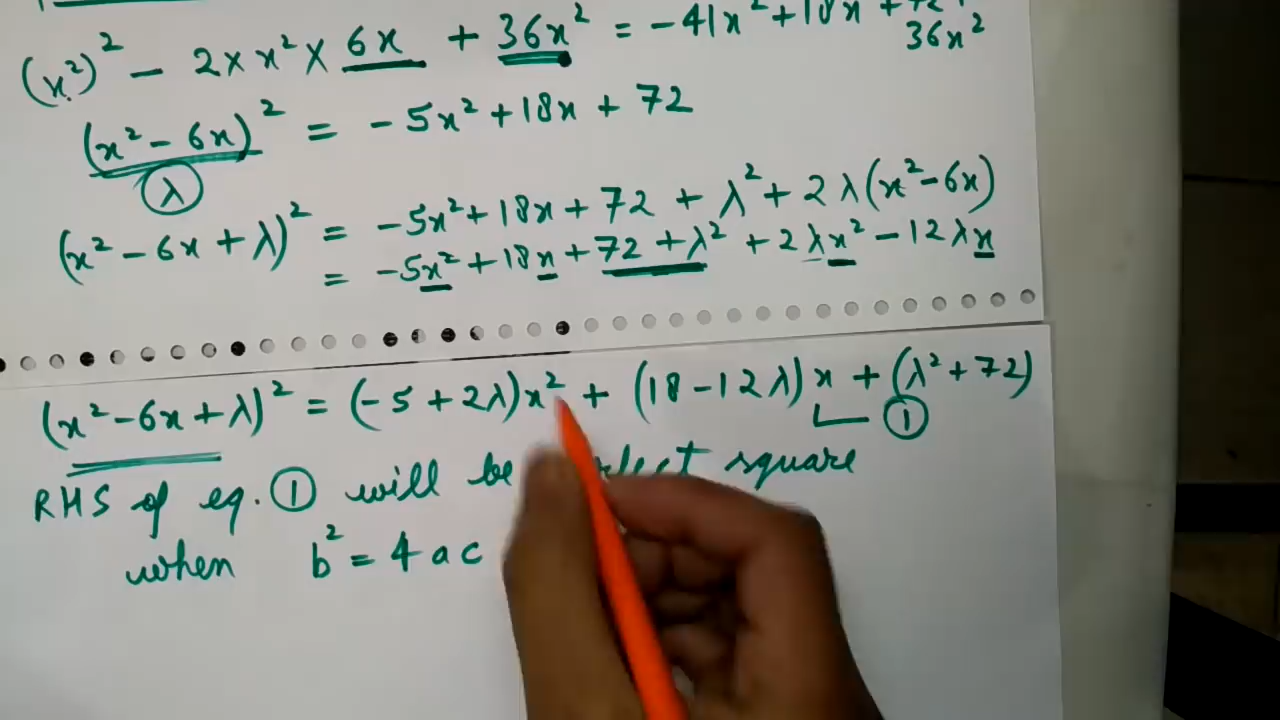 (x²)² - 2 × x² × 6x + 36x² = -41x² + 18x +
36x²
(x² - 6x)² = -5x² + 18x + 72
λ
(x² - 6x + λ)² = -5x² + 18x + 72 + λ² + 2λ(x² - 6x)
= -5x² + 18x + 72 + λ² + 2λx² - 12λx
(x² - 6x + λ)² = (-5 + 2λ)x² + (18 - 12λ)x + (λ² + 72)
①
RHS of eq. ① will be square
when b² = 4ac